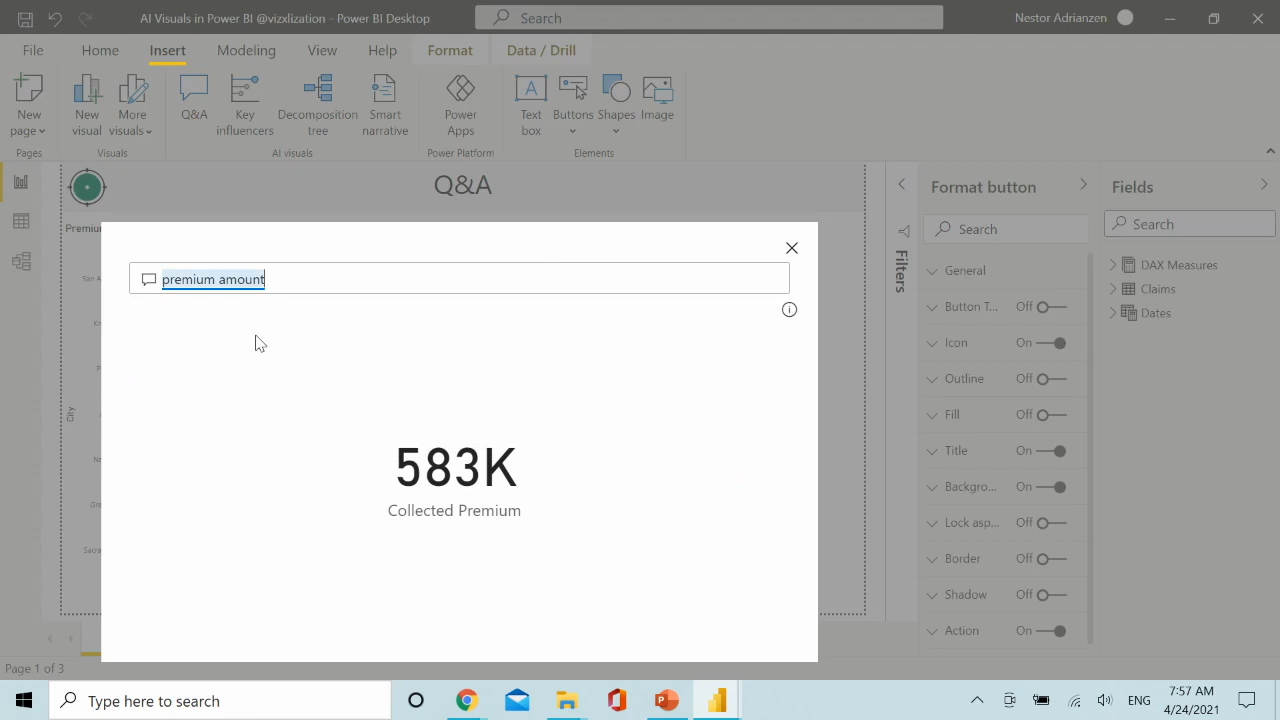 AI Visuals in Power BI @vizxlization - Power BI Desktop
Search
Nestor Adrianzen
File
Home
Insert
Modeling
View
Help
Format
Data / Drill
New page
New visual
More visuals
Q&A
Key influencers
Decomposition tree
Smart narrative
Power Apps
Text box
Buttons
Shapes
Image
Pages
Visuals
AI visuals
Power Platform
Elements
Q&A
premium amount
583K
Collected Premium
City
Filters
Format button
Search
General
Button T... Off
Icon On
Outline Off
Fill Off
Title On
Backgro... On
Lock asp... Off
Border Off
Shadow Off
Action On
Fields
Search
DAX Measures
Claims
Dates
Page 1 of 3
Type here to search
ENG
7:57 AM
4/24/2021